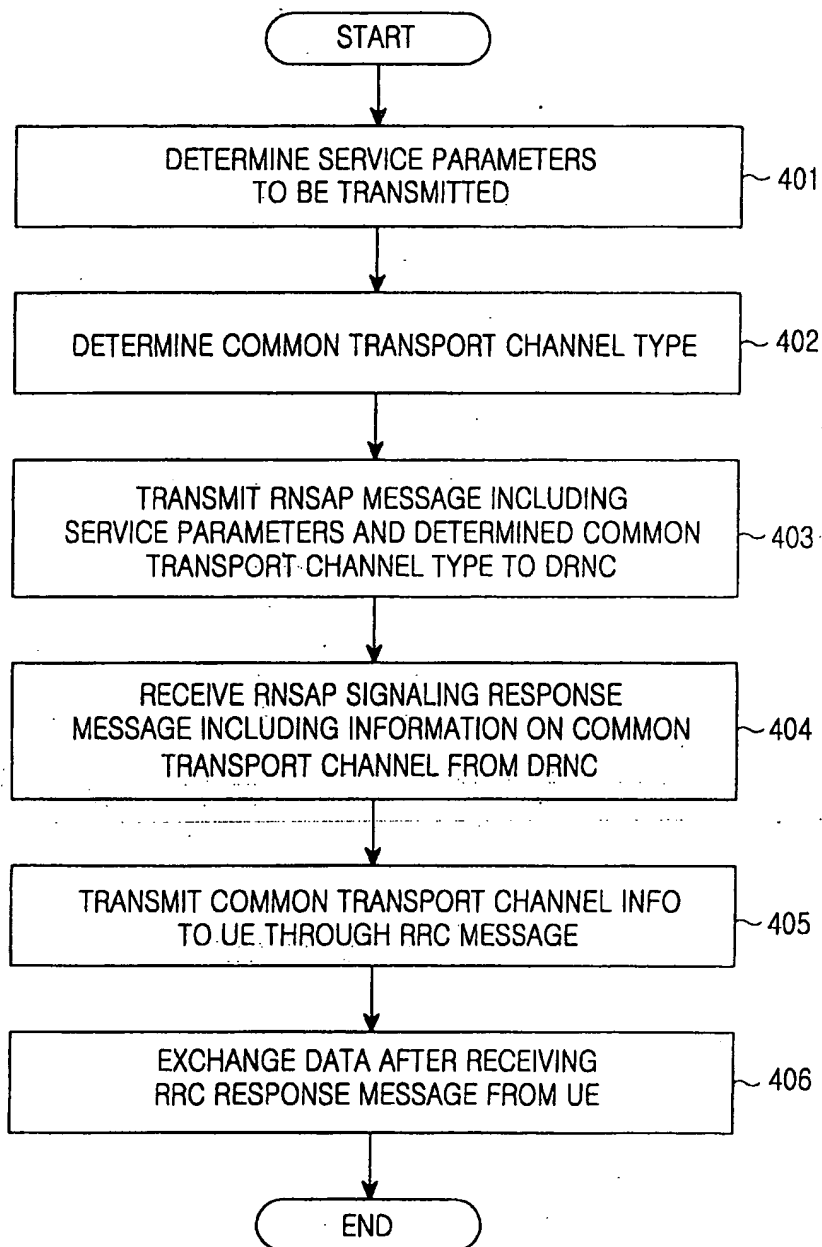 START
DETERMINE SERVICE PARAMETERS
TO BE TRANSMITTED
401
DETERMINE COMMON TRANSPORT CHANNEL TYPE
402
TRANSMIT RNSAP MESSAGE INCLUDING
SERVICE PARAMETERS AND DETERMINED COMMON
TRANSPORT CHANNEL TYPE TO DRNC
403
RECEIVE RNSAP SIGNALING RESPONSE
MESSAGE INCLUDING INFORMATION ON COMMON
TRANSPORT CHANNEL FROM DRNC
404
TRANSMIT COMMON TRANSPORT CHANNEL INFO
TO UE THROUGH RRC MESSAGE
405
EXCHANGE DATA AFTER RECEIVING
RRC RESPONSE MESSAGE FROM UE
406
END